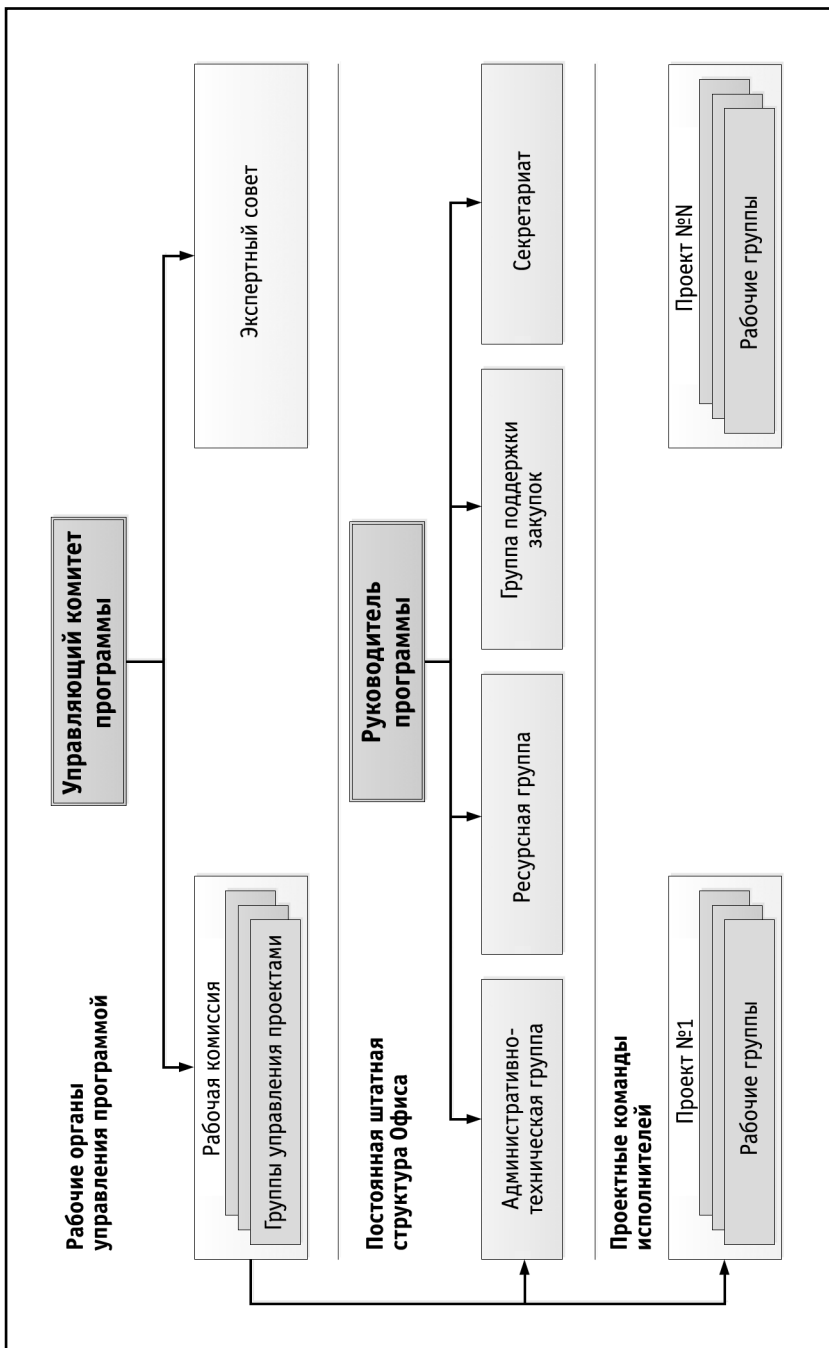 Рабочие органы
управления программой
Управляющий комитет
программы
Рабочая комиссия
Группы управления проектами
Экспертный совет
Постоянная штатная
структура Офиса
Руководитель
программы
Административно-
техническая группа
Ресурсная группа
Группа поддержки
закупок
Секретариат
Проектные команды
исполнителей
Проект №1
Рабочие группы
Проект №N
Рабочие группы